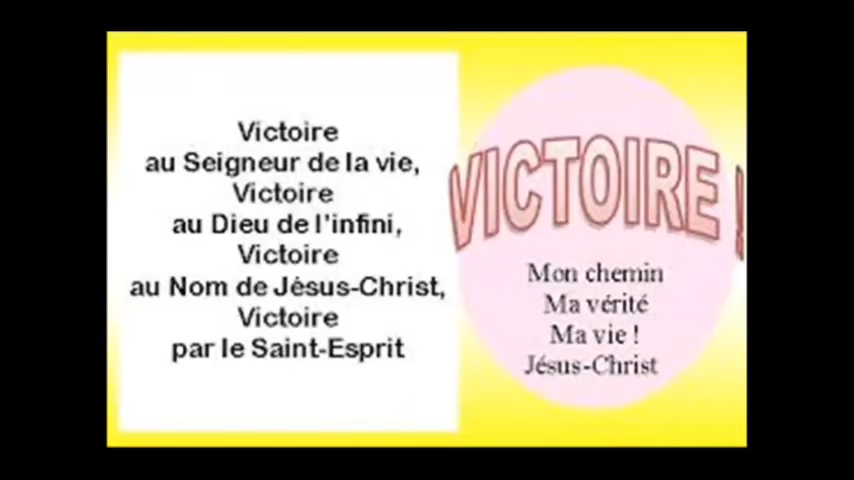 Victoire
au Seigneur de la vie,
Victoire
au Dieu de l'infini,
Victoire
au Nom de Jésus-Christ,
Victoire
par le Saint-Esprit
VICTOIRE !
Mon chemin
Ma vérité
Ma vie !
Jésus-Christ